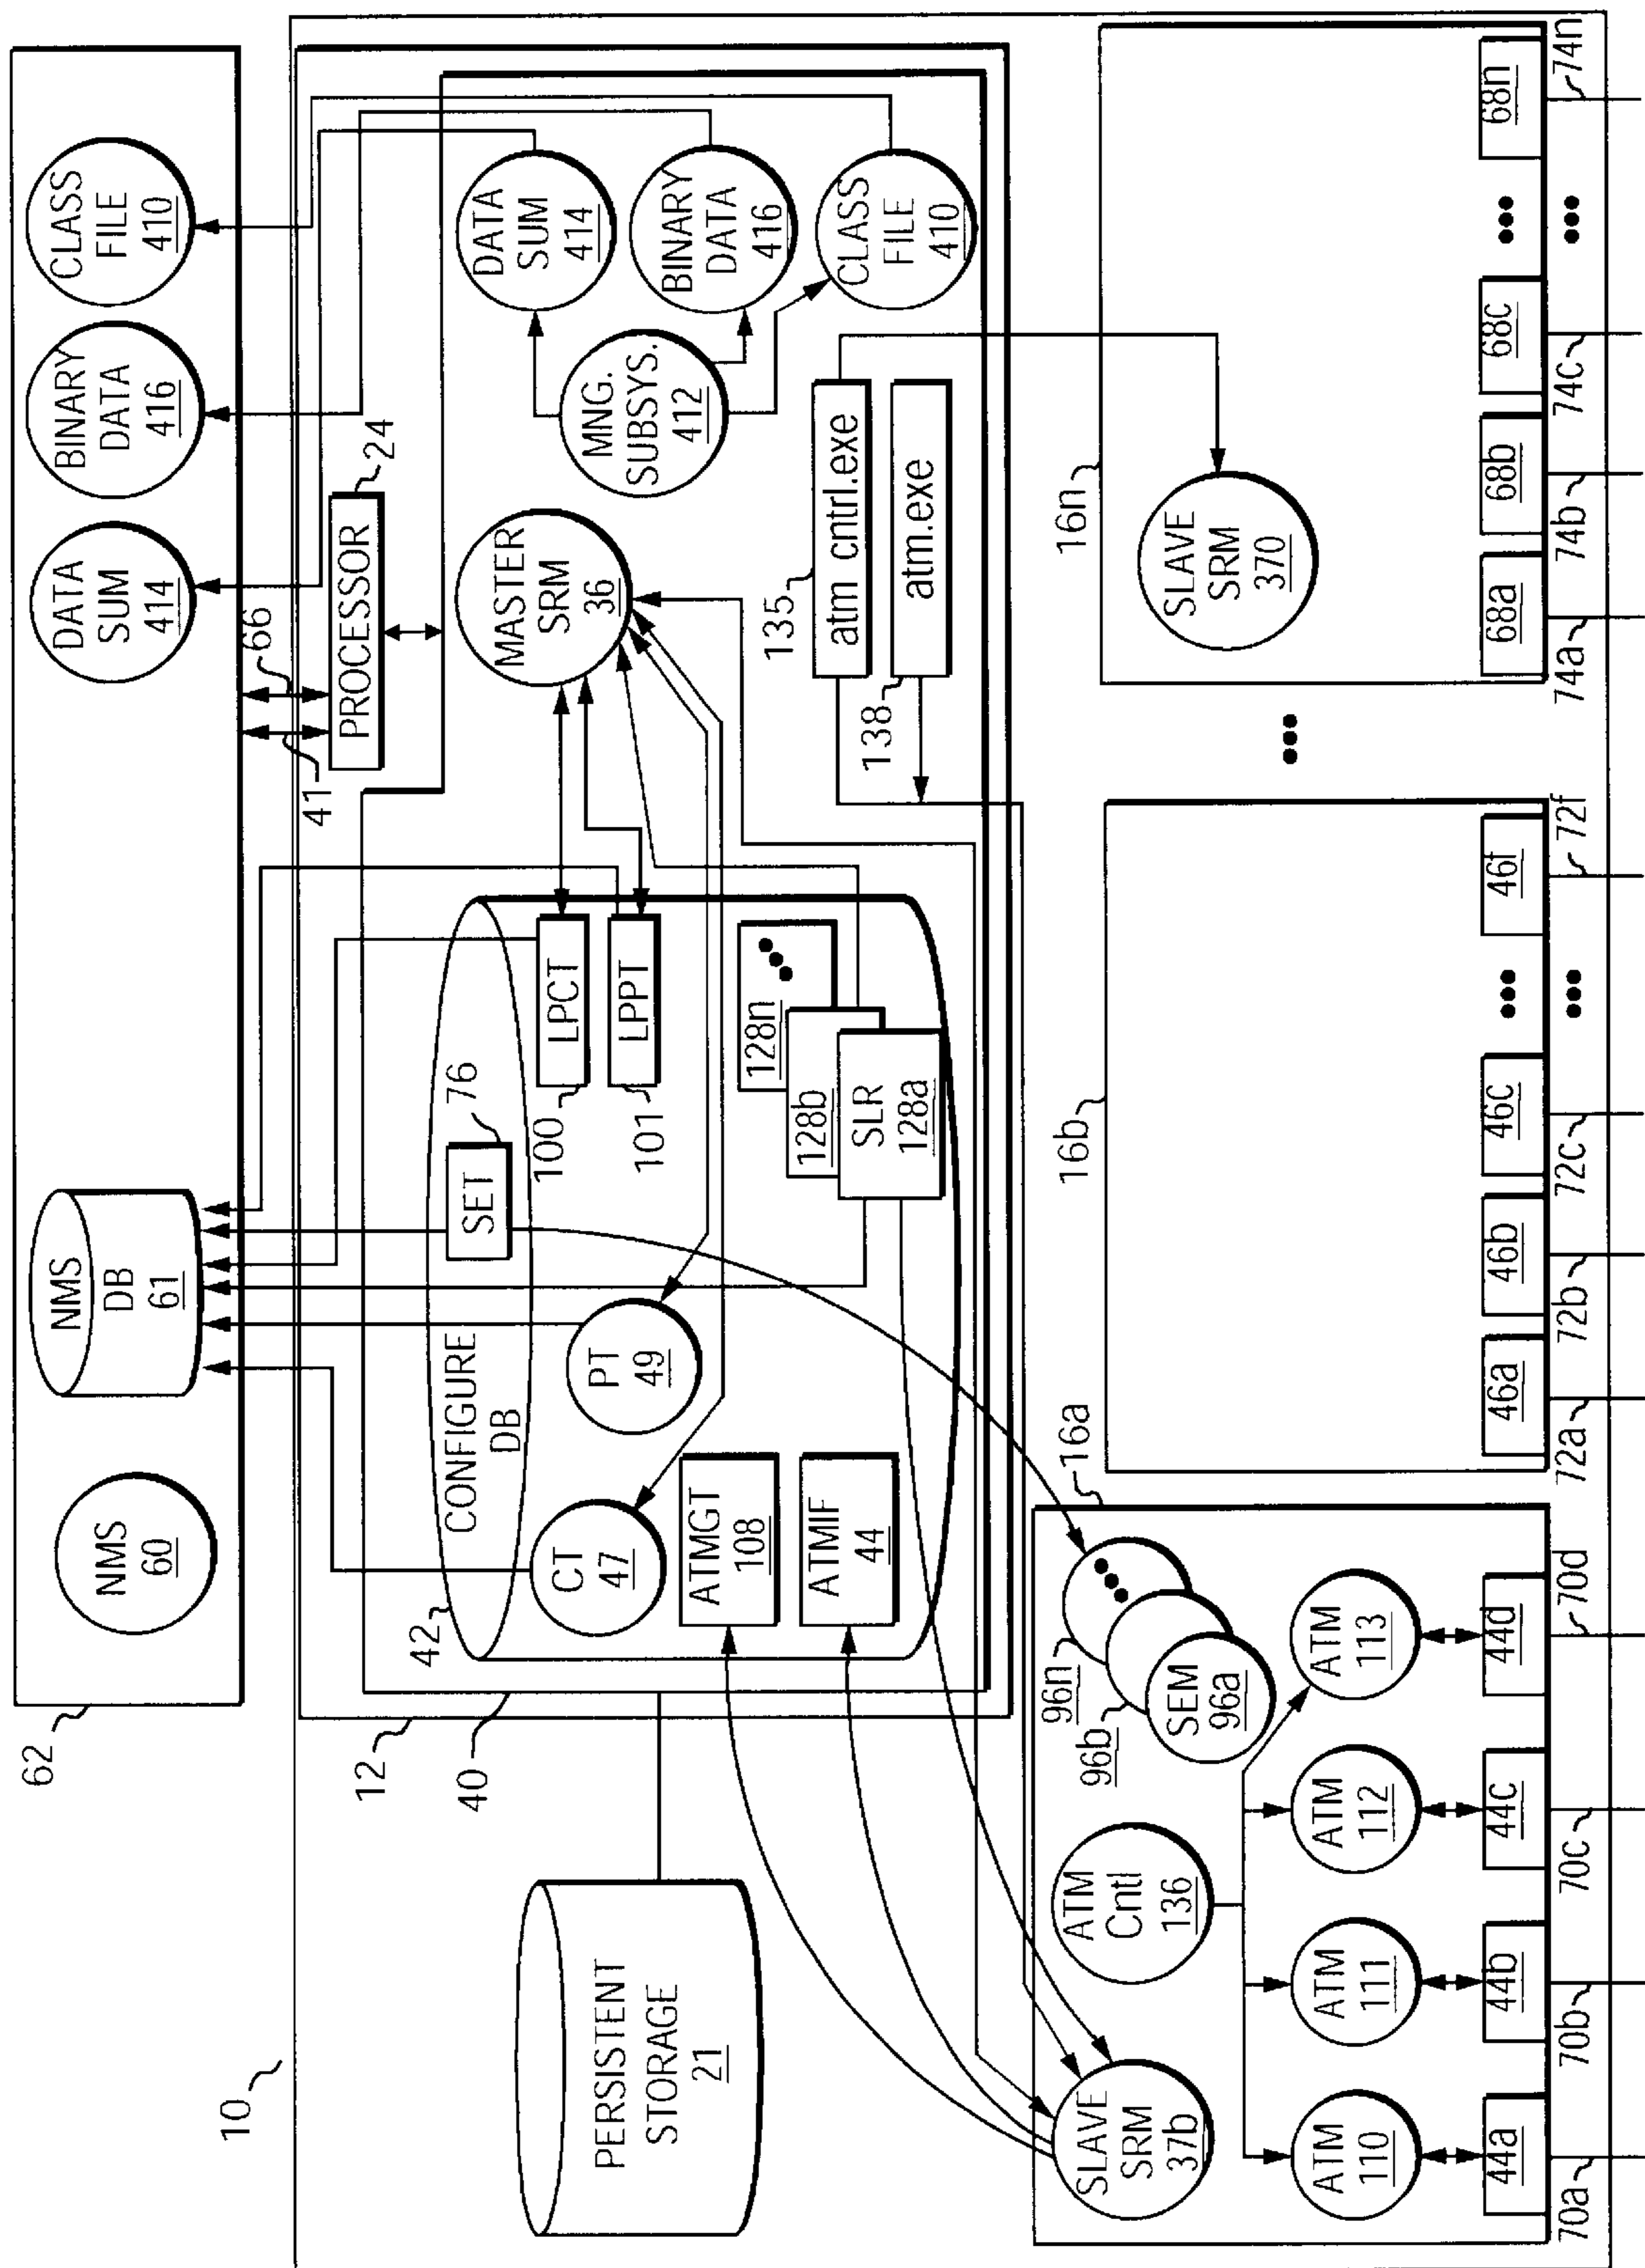 10
62
NMS
60
NMS
DB
61
DATA
SUM
414
BINARY
DATA
416
CLASS
FILE
410
41
66
PROCESSOR
24
12
40
42
PERSISTENT
STORAGE
21
CONFIGURE
DB
SET
76
CT
47
PT
49
LPCT
100
LPPT
101
ATMGT
108
ATMIF
44
128n
128b
SLR
128a
MASTER
SRM
36
MNG.
SUBSYS.
412
DATA
SUM
414
BINARY
DATA
416
CLASS
FILE
410
135
atm cntrl.exe
138
atm.exe
16a
SLAVE
SRM
37b
ATM
Cntl
136
96n
96b
SEM
96a
ATM
110
ATM
111
ATM
112
ATM
113
44a
44b
44c
44d
70a
70b
70c
70d
16b
46a
46b
46c
46f
72a
72b
72c
72f
16n
SLAVE
SRM
370
68a
68b
68c
68n
74a
74b
74c
74n